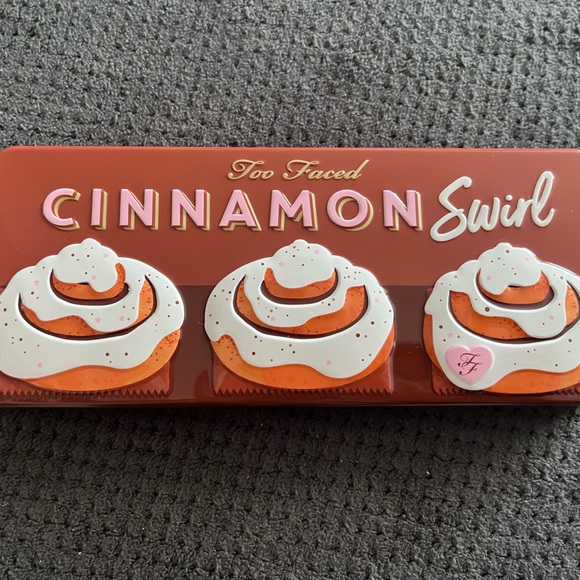 Too Faced
CINNAMON Swirl
TF